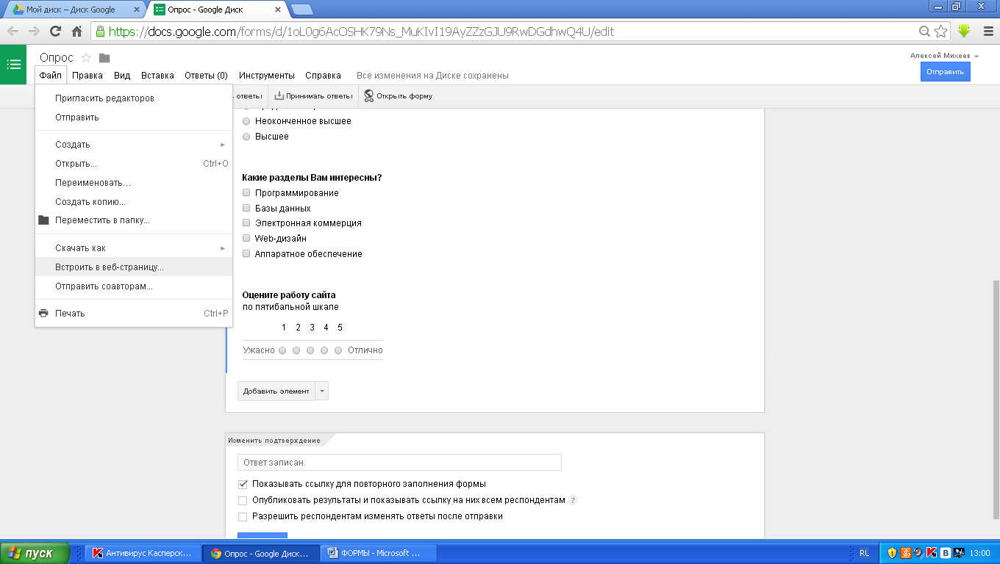 Мой диск – Диск Google
Опрос - Google Диск
https://docs.google.com/forms/d/1oL0g6AcOSHK79Ns_MuKIvI19AyZZzGJU9RwDGdhwQ4U/edit
Опрос
Алексей Михеев
Файл Правка Вид Вставка Ответы (0) Инструменты Справка Все изменения на Диске сохранены
Отправить
ответы Принимать ответы Открыть форму
Пригласить редакторов
Отправить
Создать
Открыть... Ctrl+O
Переименовать...
Создать копию...
Переместить в папку...
Скачать как
Встроить в веб-страницу...
Отправить соавторам...
Печать Ctrl+P
Неоконченное высшее
Высшее
Какие разделы Вам интересны?
Программирование
Базы данных
Электронная коммерция
Web-дизайн
Аппаратное обеспечение
Оцените работу сайта
по пятибальной шкале
1 2 3 4 5
Ужасно Отлично
Добавить элемент
Изменить подтверждение
Ответ записан.
Показывать ссылку для повторного заполнения формы
Опубликовать результаты и показывать ссылку на них всем респондентам ?
Разрешить респондентам изменять ответы после отправки
пуск Антивирус Касперск... Опрос - Google Диск... ФОРМЫ - Microsoft ... RL 13:00